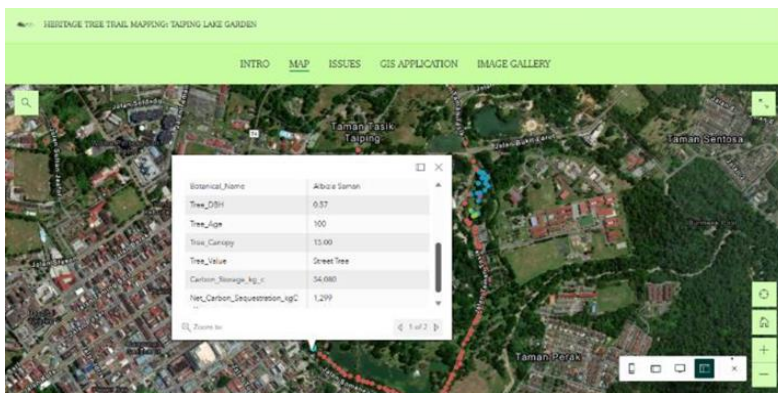 HERITAGE TREE TRAIL MAPPING: TAIPING LAKE GARDEN
INTRO MAP ISSUES GIS APPLICATION IMAGE GALLERY
Taman Tasik
Taiping
Taman Sentosa
Botanical_Name Albizia Saman
Tree_DBH 0.57
Tree_Age 100
Tree_Canopy 15.00
Tree_Value Street Tree
Carbon_Storage_kg_c 54,080
Net_Carbon_Sequestration_kgC 1,299
Zoom to 1 of 2
Taman Perak